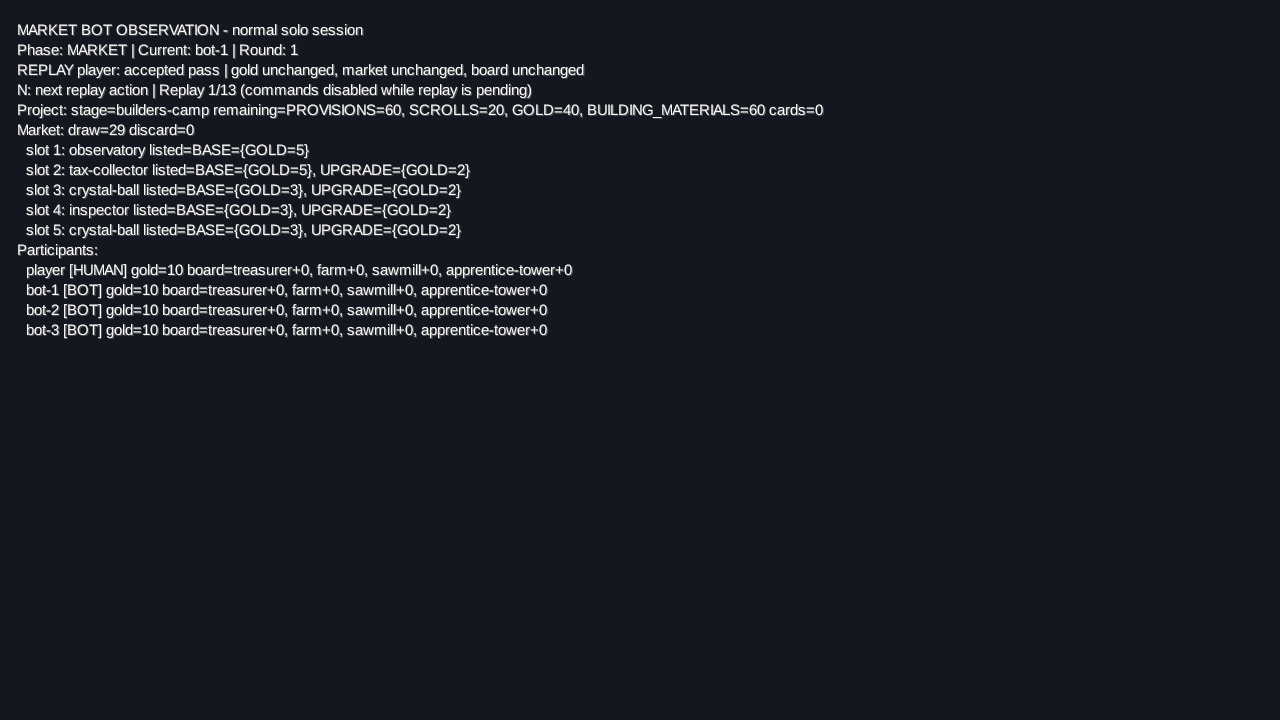 MARKET BOT OBSERVATION - normal solo session
Phase: MARKET | Current: bot-1 | Round: 1
REPLAY player: accepted pass | gold unchanged, market unchanged, board unchanged
N: next replay action | Replay 1/13 (commands disabled while replay is pending)
Project: stage=builders-camp remaining=PROVISIONS=60, SCROLLS=20, GOLD=40, BUILDING_MATERIALS=60 cards=0
Market: draw=29 discard=0
slot 1: observatory listed=BASE={GOLD=5}
slot 2: tax-collector listed=BASE={GOLD=5}, UPGRADE={GOLD=2}
slot 3: crystal-ball listed=BASE={GOLD=3}, UPGRADE={GOLD=2}
slot 4: inspector listed=BASE={GOLD=3}, UPGRADE={GOLD=2}
slot 5: crystal-ball listed=BASE={GOLD=3}, UPGRADE={GOLD=2}
Participants:
player [HUMAN] gold=10 board=treasurer+0, farm+0, sawmill+0, apprentice-tower+0
bot-1 [BOT] gold=10 board=treasurer+0, farm+0, sawmill+0, apprentice-tower+0
bot-2 [BOT] gold=10 board=treasurer+0, farm+0, sawmill+0, apprentice-tower+0
bot-3 [BOT] gold=10 board=treasurer+0, farm+0, sawmill+0, apprentice-tower+0